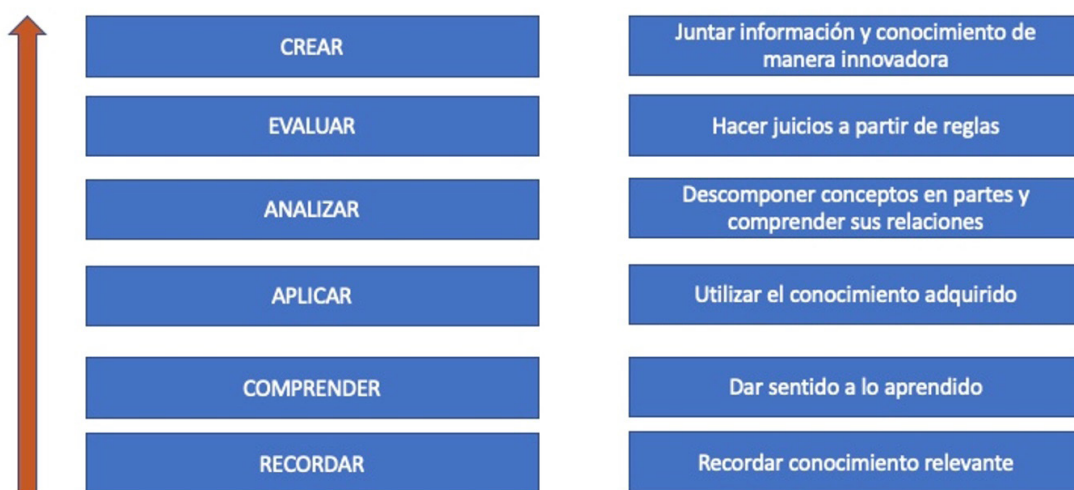 CREAR
Juntar información y conocimiento de
manera innovadora
EVALUAR
Hacer juicios a partir de reglas
ANALIZAR
Descomponer conceptos en partes y
comprender sus relaciones
APLICAR
Utilizar el conocimiento adquirido
COMPRENDER
Dar sentido a lo aprendido
RECORDAR
Recordar conocimiento relevante